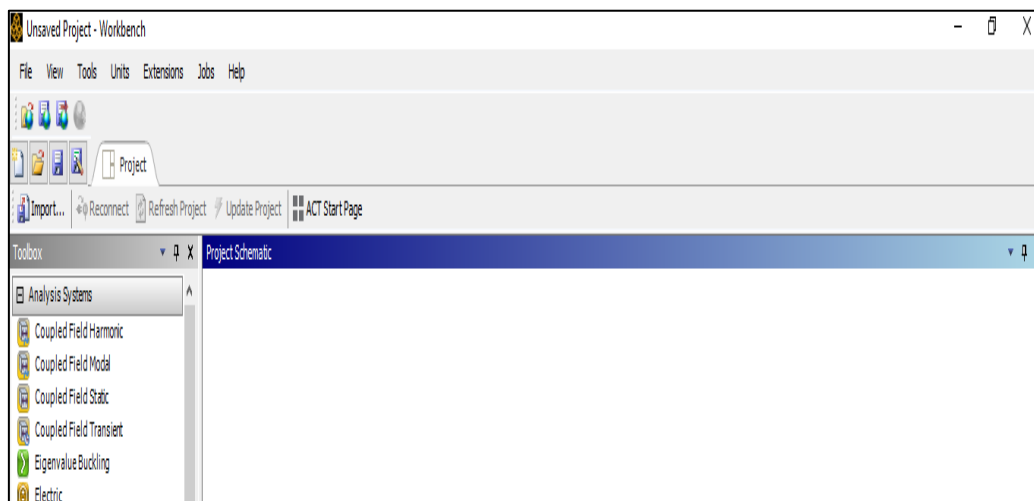 Unsaved Project - Workbench
File View Tools Units Extensions Jobs Help
Project
Import... Reconnect Refresh Project Update Project ACT Start Page
Toolbox Project Schematic
Analysis Systems
Coupled Field Harmonic
Coupled Field Modal
Coupled Field Static
Coupled Field Transient
Eigenvalue Buckling
Electric